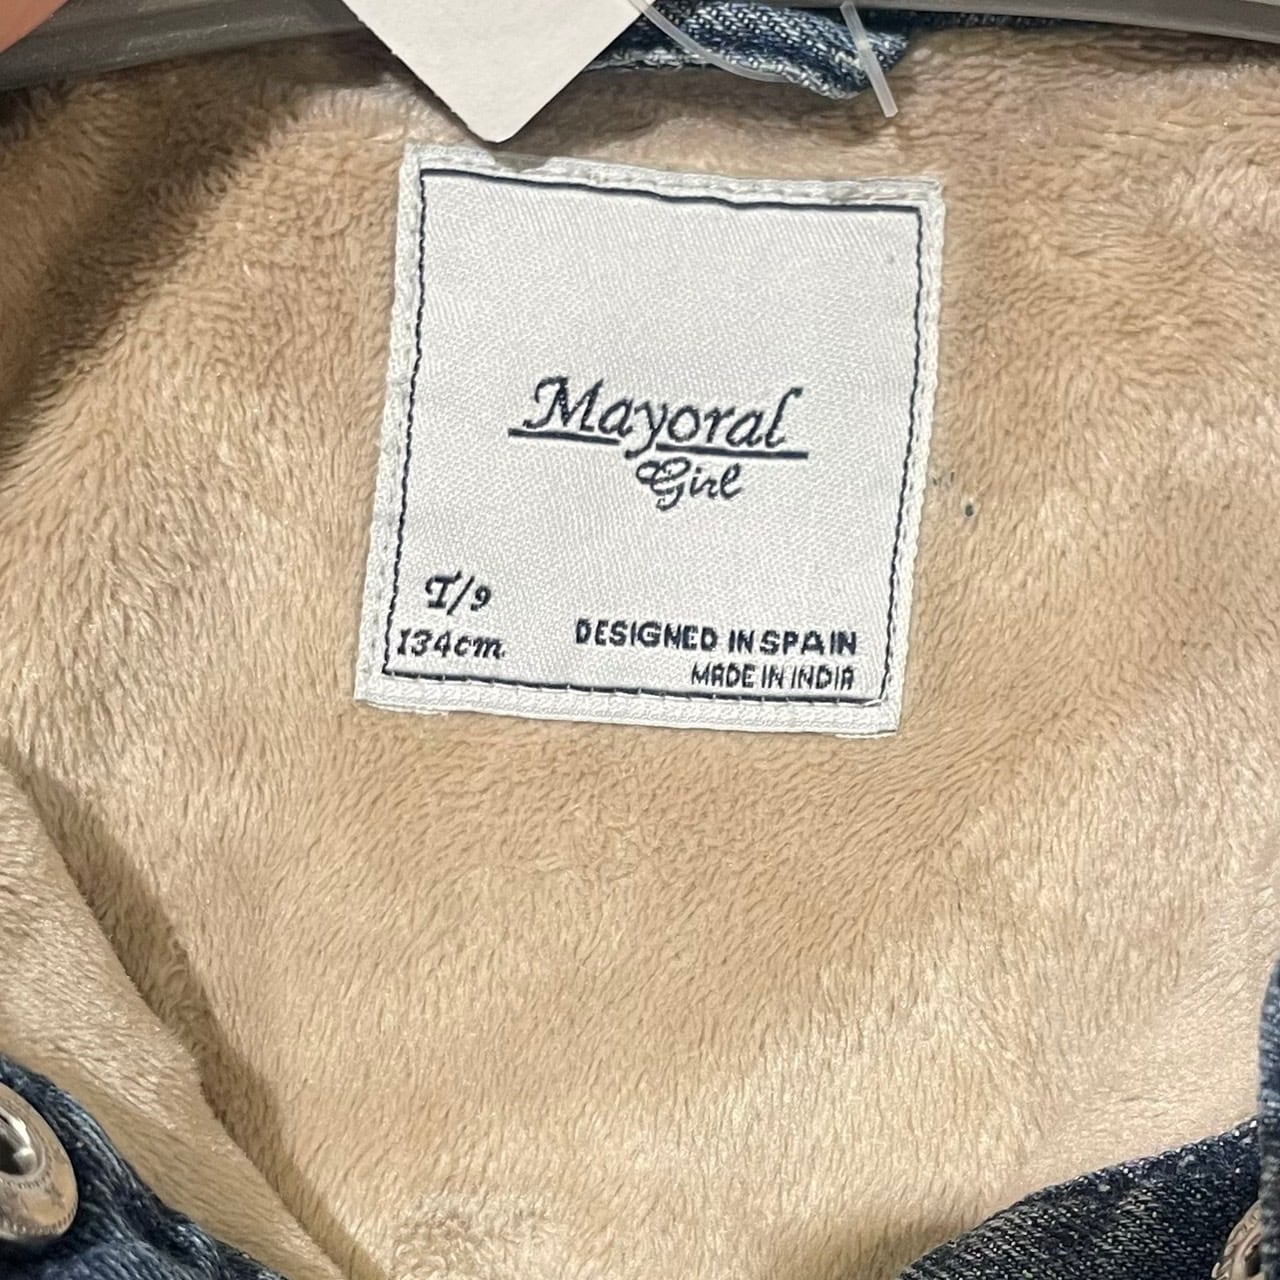 Mayoral
Girl
T/9
134cm
DESIGNED IN SPAIN
MADE IN INDIA